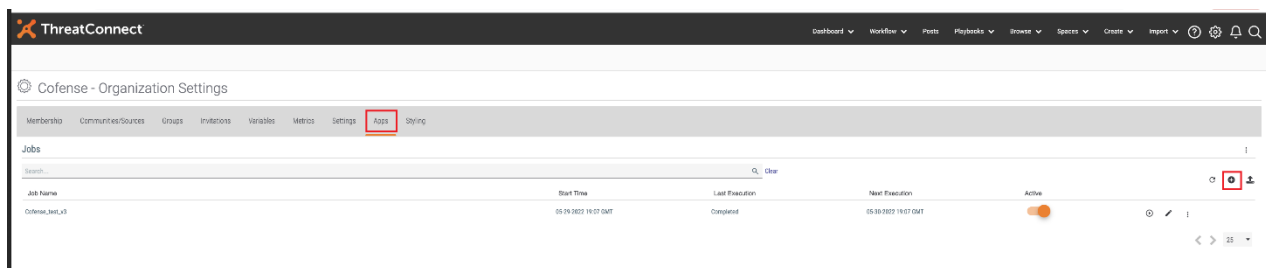 ThreatConnect
Dashboard Workflow Posts Playbooks Browse Spaces Create Import
Cofense - Organization Settings
Membership Communities/Sources Groups Invitations Variables Metrics Settings Apps Styling
Jobs
Search... Clear
Job Name Start Time Last Execution Next Execution Active
Cofense_test_v3 05-29-2022 19:07 GMT Completed 05-30-2022 19:07 GMT
25